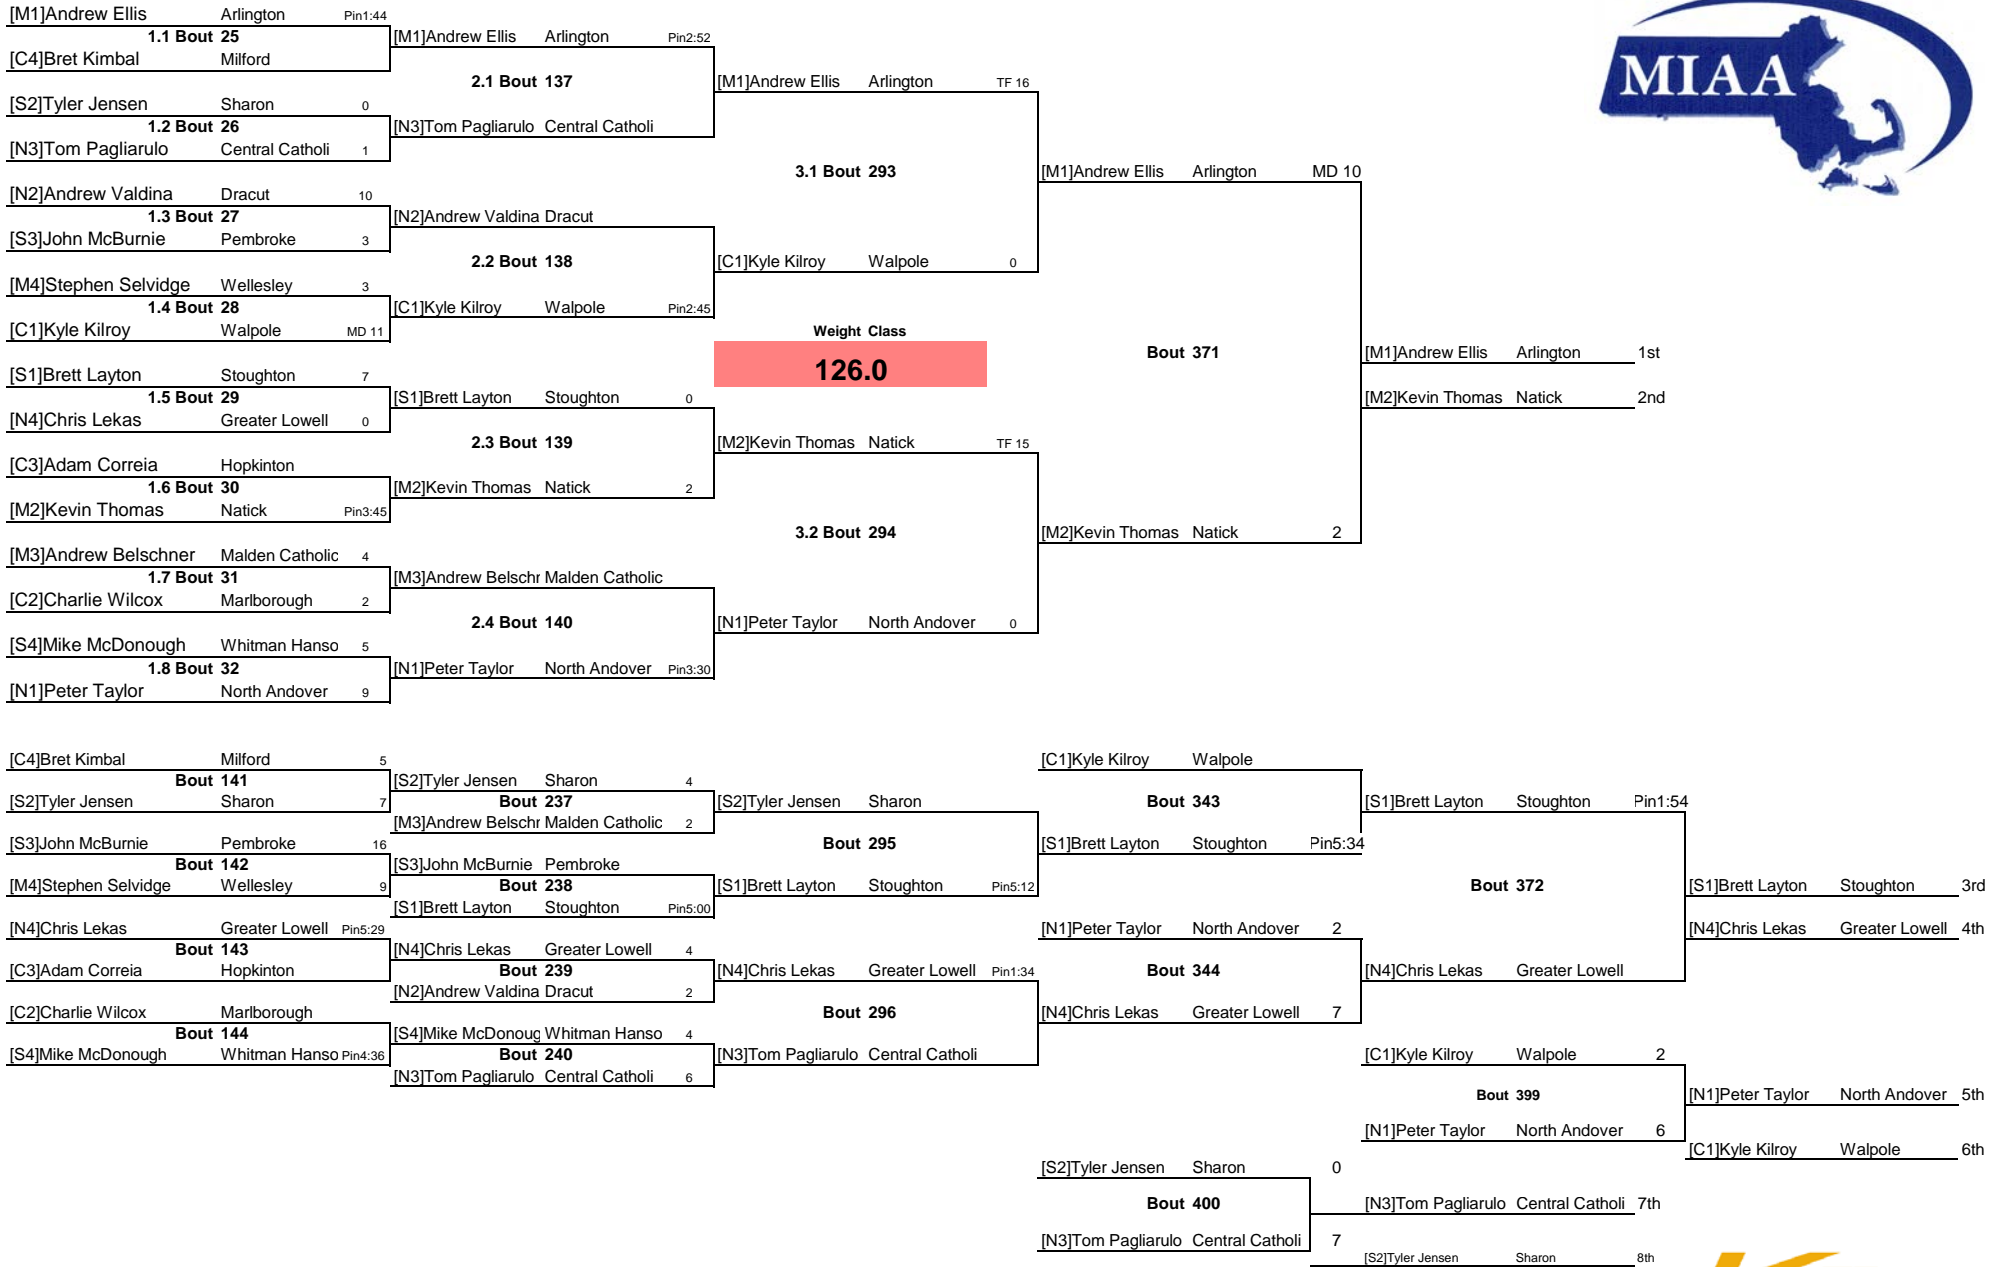 [M1]Andrew Ellis Arlington Pin1:44
1.1 Bout 25
[C4]Bret Kimbal Milford
[S2]Tyler Jensen Sharon 0
1.2 Bout 26
[N3]Tom Pagliarulo Central Catholi 1
[N2]Andrew Valdina Dracut 10
1.3 Bout 27
[S3]John McBurnie Pembroke 3
[M4]Stephen Selvidge Wellesley 3
1.4 Bout 28
[C1]Kyle Kilroy Walpole MD 11
[S1]Brett Layton Stoughton 7
1.5 Bout 29
[N4]Chris Lekas Greater Lowell 0
[C3]Adam Correia Hopkinton
1.6 Bout 30
[M2]Kevin Thomas Natick Pin3:45
[M3]Andrew Belschner Malden Catholic 4
1.7 Bout 31
[C2]Charlie Wilcox Marlborough 2
[S4]Mike McDonough Whitman Hanso 5
1.8 Bout 32
[N1]Peter Taylor North Andover 9
[M1]Andrew Ellis Arlington Pin2:52
2.1 Bout 137
[N3]Tom Pagliarulo Central Catholi
[N2]Andrew Valdina Dracut
2.2 Bout 138
[C1]Kyle Kilroy Walpole Pin2:45
[S1]Brett Layton Stoughton 0
2.3 Bout 139
[M2]Kevin Thomas Natick 2
[M3]Andrew Belschr Malden Catholic
2.4 Bout 140
[N1]Peter Taylor North Andover Pin3:30
[M1]Andrew Ellis Arlington TF 16
3.1 Bout 293
[C1]Kyle Kilroy Walpole 0
Weight Class
126.0
[M2]Kevin Thomas Natick TF 15
3.2 Bout 294
[N1]Peter Taylor North Andover 0
[M1]Andrew Ellis Arlington MD 10
Bout 371
[M2]Kevin Thomas Natick 2
MIAA
[M1]Andrew Ellis Arlington 1st
[M2]Kevin Thomas Natick 2nd
[C4]Bret Kimbal Milford 5
Bout 141
[S2]Tyler Jensen Sharon 7
[S3]John McBurnie Pembroke 16
Bout 142
[M4]Stephen Selvidge Wellesley 9
[N4]Chris Lekas Greater Lowell Pin5:29
Bout 143
[C3]Adam Correia Hopkinton
[C2]Charlie Wilcox Marlborough
Bout 144
[S4]Mike McDonough Whitman Hanso Pin4:36
[S2]Tyler Jensen Sharon 4
Bout 237
[M3]Andrew Belschr Malden Catholic 2
[S3]John McBurnie Pembroke
Bout 238
[S1]Brett Layton Stoughton Pin5:00
[N4]Chris Lekas Greater Lowell 4
Bout 239
[N2]Andrew Valdina Dracut 2
[S4]Mike McDonoug Whitman Hanso 4
Bout 240
[N3]Tom Pagliarulo Central Catholi 6
[S2]Tyler Jensen Sharon
Bout 295
[S1]Brett Layton Stoughton Pin5:12
[N4]Chris Lekas Greater Lowell Pin1:34
Bout 296
[N3]Tom Pagliarulo Central Catholi
[C1]Kyle Kilroy Walpole
Bout 343
[S1]Brett Layton Stoughton Pin5:34
[N1]Peter Taylor North Andover 2
Bout 344
[N4]Chris Lekas Greater Lowell 7
[S1]Brett Layton Stoughton Pin1:54
Bout 372
[N4]Chris Lekas Greater Lowell
[S1]Brett Layton Stoughton 3rd
[N4]Chris Lekas Greater Lowell 4th
[C1]Kyle Kilroy Walpole 2
Bout 399
[N1]Peter Taylor North Andover 6
[N1]Peter Taylor North Andover 5th
[C1]Kyle Kilroy Walpole 6th
[S2]Tyler Jensen Sharon 0
Bout 400
[N3]Tom Pagliarulo Central Catholi 7
[N3]Tom Pagliarulo Central Catholi 7th
[S2]Tyler Jensen Sharon 8th